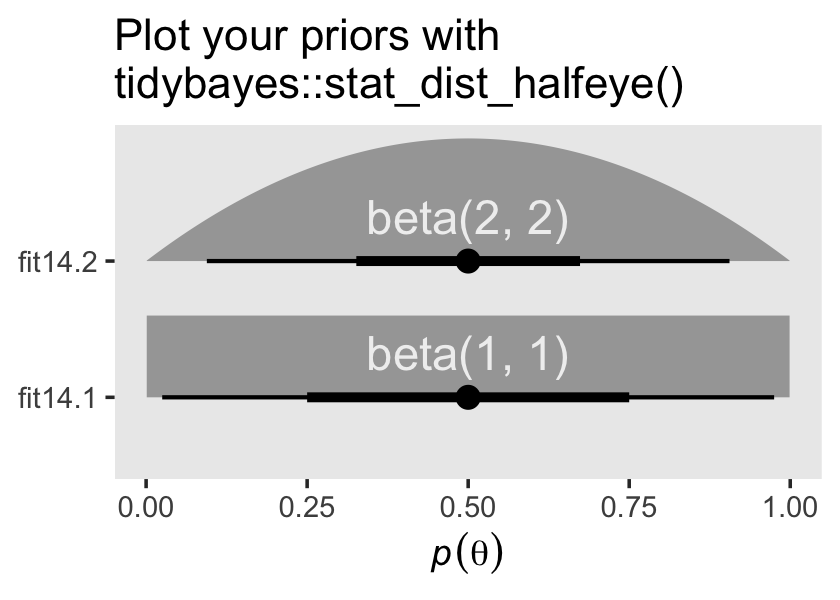 Plot your priors with
tidybayes::stat_dist_halfeye()
beta(2, 2)
fit14.2
beta(1, 1)
fit14.1
0.00 0.25 0.50 0.75 1.00
p(θ)